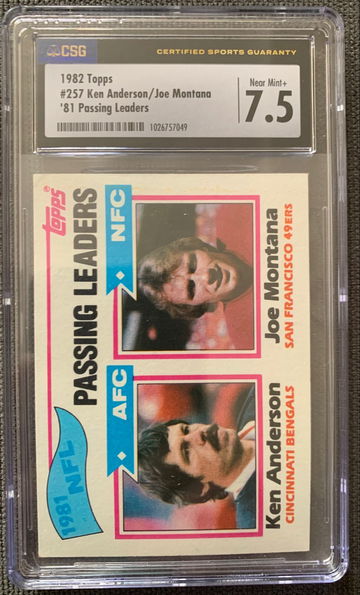 CSG
CERTIFIED SPORTS GUARANTY
1982 Topps
#257 Ken Anderson/Joe Montana
'81 Passing Leaders
1026757049
Near Mint+
7.5
1981 NFL
topps
PASSING LEADERS
AFC
NFC
Ken Anderson
CINCINNATI BENGALS
Joe Montana
SAN FRANCISCO 49ERS